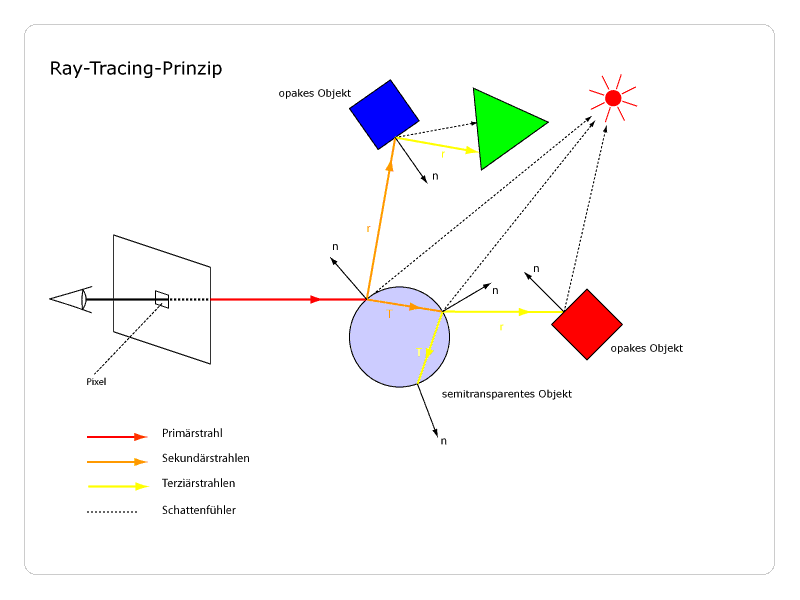 Ray-Tracing-Prinzip
opakes Objekt
r
n
r
n
n
n
l
r
T
opakes Objekt
Pixel
semitransparentes Objekt
n
Primärstrahl
Sekundärstrahlen
Terziärstrahlen
Schattenfühler